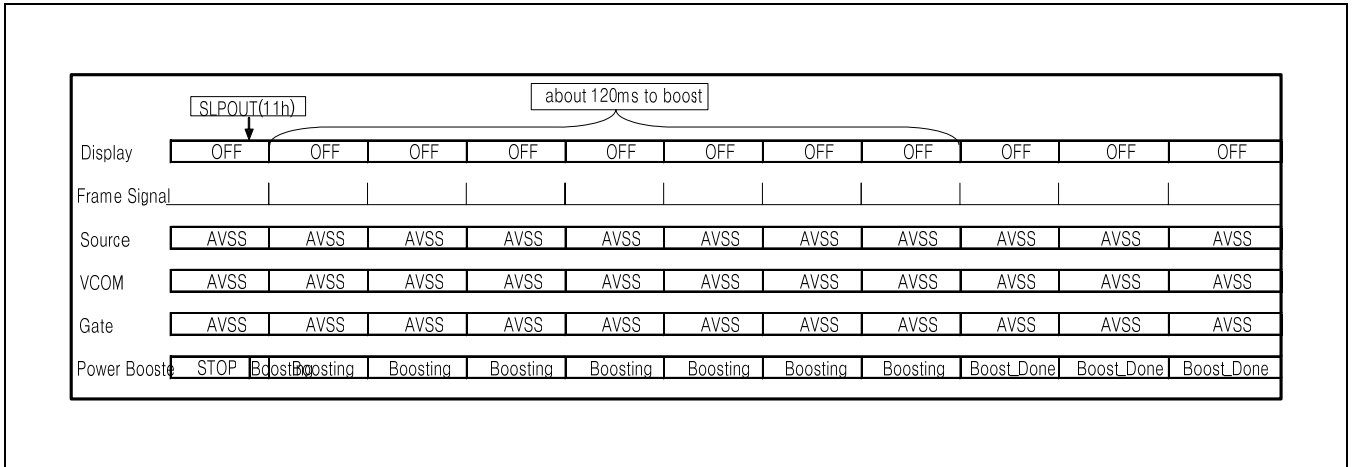 SLPOUT(11h)
about 120ms to boost
Display OFF OFF OFF OFF OFF OFF OFF OFF OFF OFF OFF
Frame Signal
Source AVSS AVSS AVSS AVSS AVSS AVSS AVSS AVSS AVSS AVSS AVSS
VCOM AVSS AVSS AVSS AVSS AVSS AVSS AVSS AVSS AVSS AVSS AVSS
Gate AVSS AVSS AVSS AVSS AVSS AVSS AVSS AVSS AVSS AVSS AVSS
Power Booste STOP Boosting Boosting Boosting Boosting Boosting Boosting Boosting Boosting Boost_Done Boost_Done Boost_Done